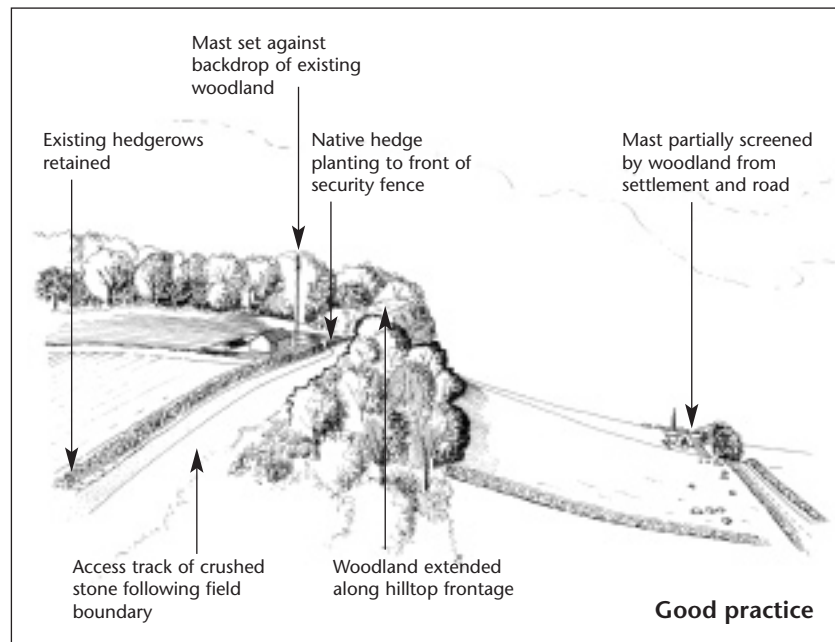 Mast set against
backdrop of existing
woodland
Existing hedgerows
retained
Native hedge
planting to front of
security fence
Mast partially screened
by woodland from
settlement and road
Access track of crushed
stone following field
boundary
Woodland extended
along hilltop frontage
Good practice